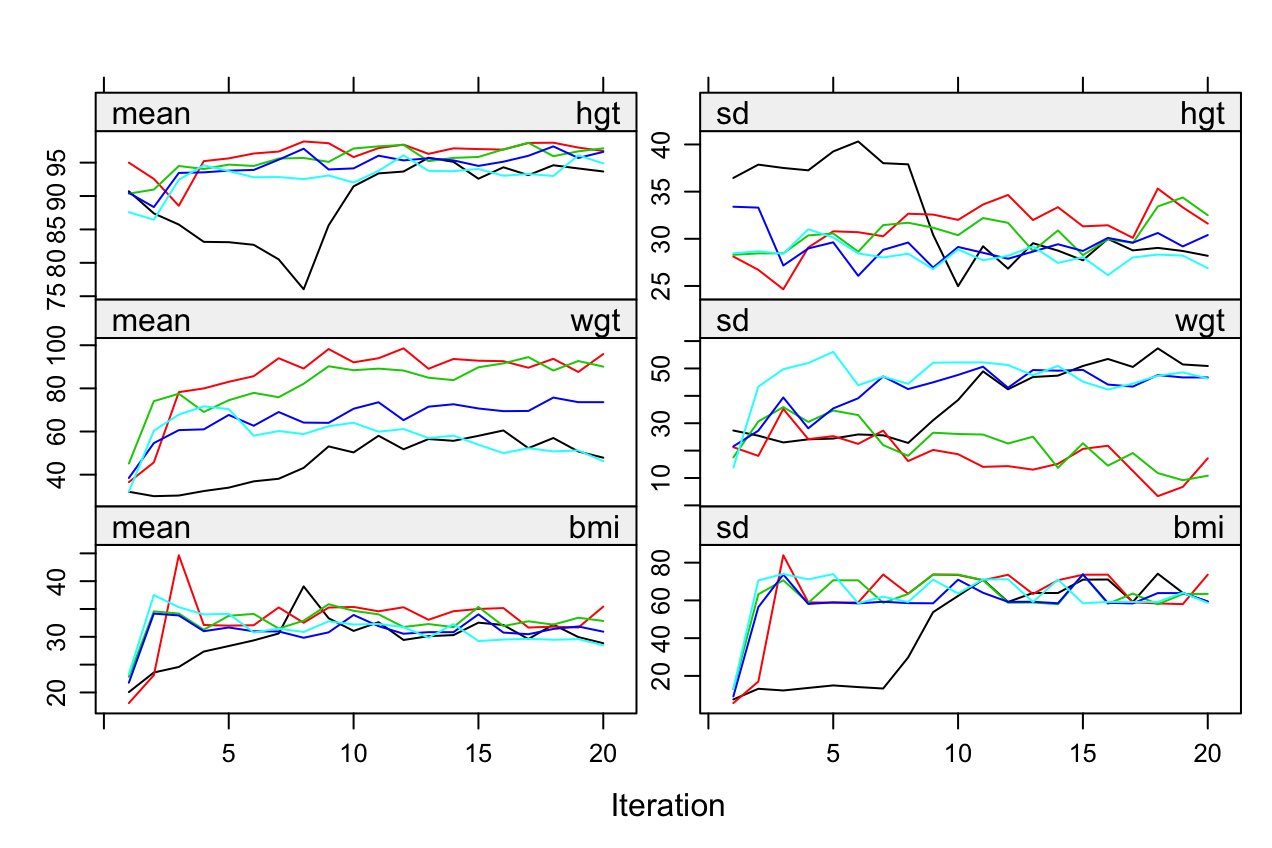 mean hgt sd hgt
75 80 85 90 95
25 30 35 40
mean wgt sd wgt
40 60 80 100
10 30 50
mean bmi sd bmi
20 30 40
20 40 60 80
5 10 15 20 5 10 15 20
Iteration